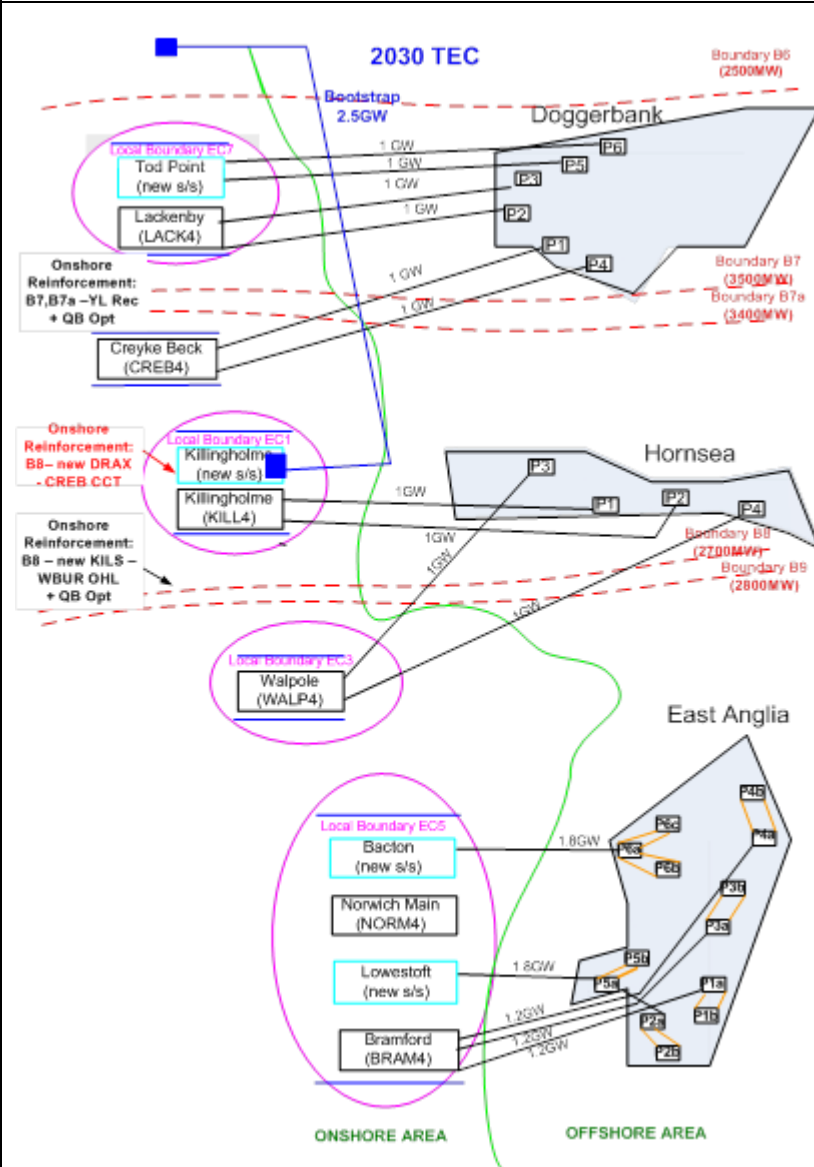 2030 TEC
Boundary B6
(2500MW)
Bootstrap
2.5GW
Doggerbank
Local Boundary EC7
Tod Point
(new s/s)
Lackenby
(LACK4)
1 GW
1 GW
1 GW
1 GW
P6
P5
P3
P2
P1
P4
Onshore
Reinforcement:
B7,B7a –YL Rec
+ QB Opt
1 GW
1 GW
Boundary B7
(3500MW)
Boundary B7a
(3400MW)
Creyke Beck
(CREB4)
Onshore
Reinforcement:
B8– new DRAX
- CREB CCT
Local Boundary EC1
Killingholme
(new s/s)
Killingholme
(KILL4)
Hornsea
P3
P1
P2
P4
1GW
1GW
1GW
1GW
Onshore
Reinforcement:
B8 – new KILS –
WBUR OHL
+ QB Opt
Boundary B8
(2700MW)
Boundary B9
(2800MW)
Local Boundary EC3
Walpole
(WALP4)
East Anglia
Local Boundary EC5
Bacton
(new s/s)
Norwich Main
(NORM4)
Lowestoft
(new s/s)
Bramford
(BRAM4)
1.8GW
1.8GW
1.2GW
1.2GW
1.2GW
P4b
P6c
P4a
P6a
P6b
P3b
P3a
P5b
P5a
P1a
P1b
P2a
P2b
ONSHORE AREA
OFFSHORE AREA